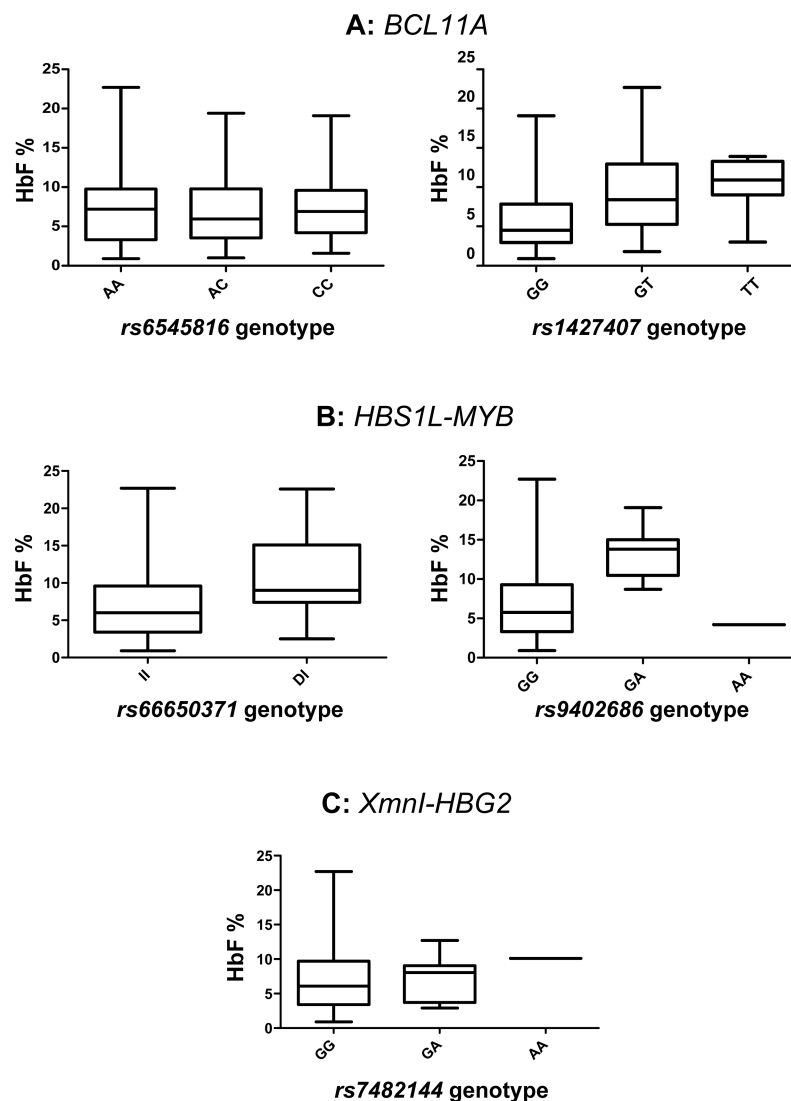 A: BCL11A
HbF %
25
20
15
10
5
0
AA
AC
CC
rs6545816 genotype
HbF %
25
20
15
10
5
0
GG
GT
TT
rs1427407 genotype
B: HBS1L-MYB
HbF %
25
20
15
10
5
0
II
DI
rs66650371 genotype
HbF %
25
20
15
10
5
0
GG
GA
AA
rs9402686 genotype
C: XmnI-HBG2
HbF %
25
20
15
10
5
0
GG
GA
AA
rs7482144 genotype